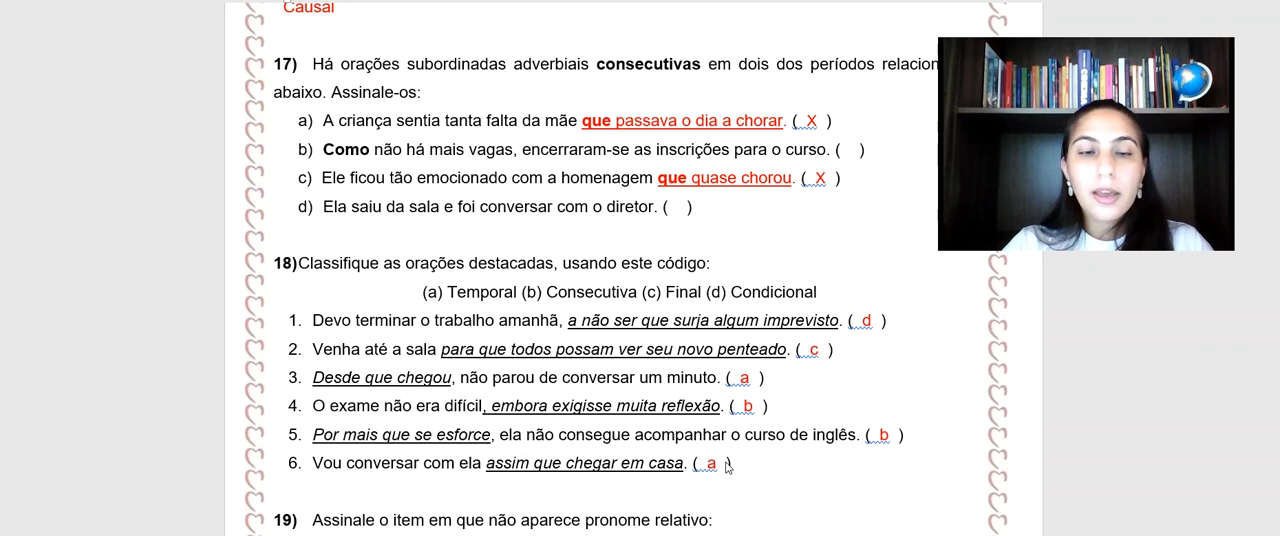 Causal
17) Há orações subordinadas adverbiais consecutivas em dois dos períodos relacion
abaixo. Assinale-os:
a) A criança sentia tanta falta da mãe que passava o dia a chorar. ( X )
b) Como não há mais vagas, encerraram-se as inscrições para o curso. ( )
c) Ele ficou tão emocionado com a homenagem que quase chorou. ( X )
d) Ela saiu da sala e foi conversar com o diretor. ( )
18)Classifique as orações destacadas, usando este código:
(a) Temporal (b) Consecutiva (c) Final (d) Condicional
1. Devo terminar o trabalho amanhã, a não ser que surja algum imprevisto. ( d )
2. Venha até a sala para que todos possam ver seu novo penteado. ( c )
3. Desde que chegou, não parou de conversar um minuto. ( a )
4. O exame não era difícil, embora exigisse muita reflexão. ( b )
5. Por mais que se esforce, ela não consegue acompanhar o curso de inglês. ( b )
6. Vou conversar com ela assim que chegar em casa. ( a )
19) Assinale o item em que não aparece pronome relativo: